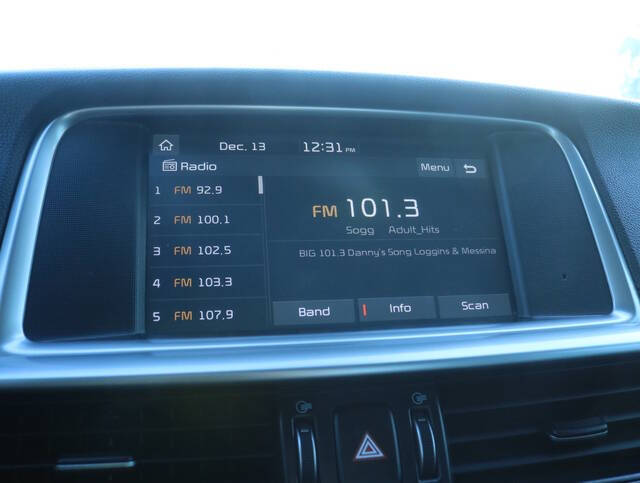 Dec. 13 12:31 PM
Radio Menu
1 FM 92.9
2 FM 100.1
3 FM 102.5
4 FM 103.3
5 FM 107.9
FM 101.3
Sogg Adult_Hits
BIG 101.3 Danny's Song Loggins & Messina
Band Info Scan